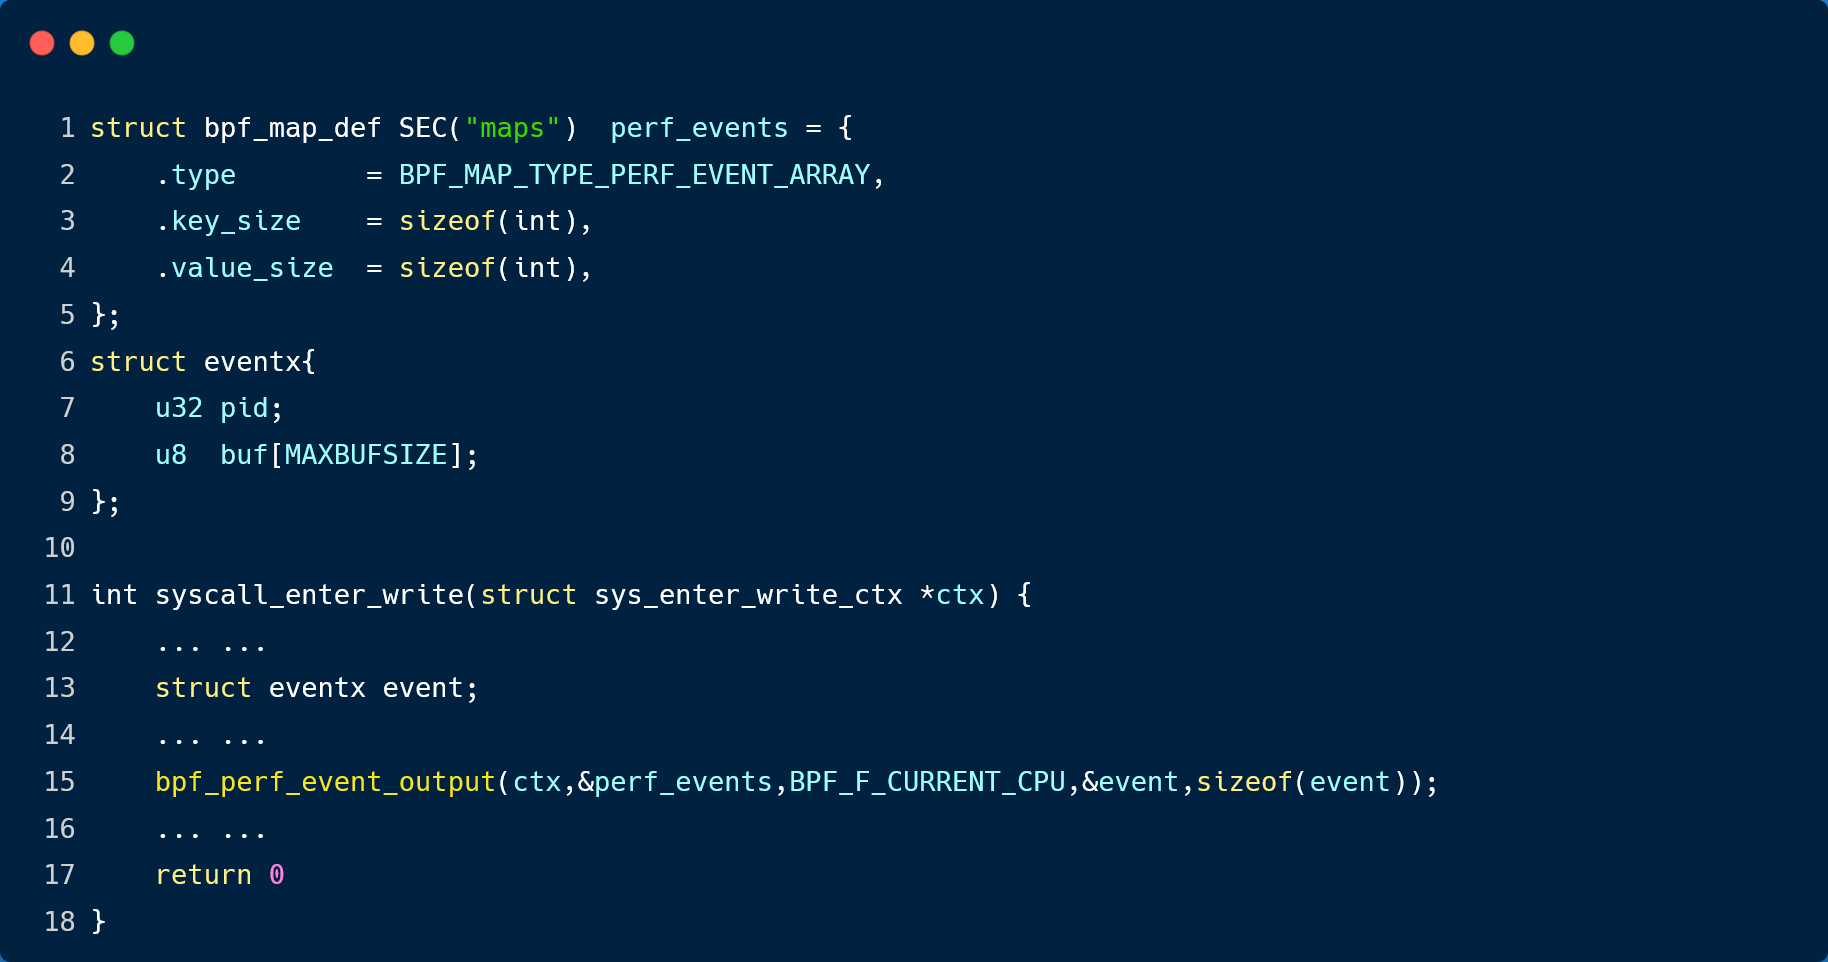 1 struct bpf_map_def SEC("maps")  perf_events = {
2     .type        = BPF_MAP_TYPE_PERF_EVENT_ARRAY,
3     .key_size    = sizeof(int),
4     .value_size  = sizeof(int),
5 };
6 struct eventx{
7     u32 pid;
8     u8  buf[MAXBUFSIZE];
9 };
10
11 int syscall_enter_write(struct sys_enter_write_ctx *ctx) {
12     ... ...
13     struct eventx event;
14     ... ...
15     bpf_perf_event_output(ctx,&perf_events,BPF_F_CURRENT_CPU,&event,sizeof(event));
16     ... ...
17     return 0
18 }